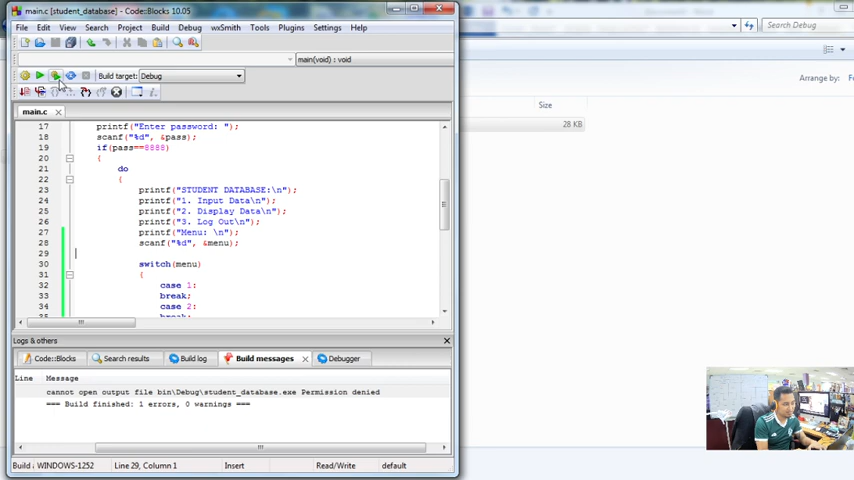 main.c [student_database] - Code::Blocks 10.05
File Edit View Search Project Build Debug wxSmith Tools Plugins Settings Help
Search Debug
main(void) : void
Build target: Debug
Arrange by:
main.c
Size
28 KB
17 printf("Enter password: ");
18 scanf("%d", &pass);
19 if(pass==8888)
20 {
21 do
22 {
23 printf("STUDENT DATABASE:\n");
24 printf("1. Input Data\n");
25 printf("2. Display Data\n");
26 printf("3. Log Out\n");
27 printf("Menu: \n");
28 scanf("%d", &menu);
29
30 switch(menu)
31 {
32 case 1:
33 break;
34 case 2:
Logs & others
Code::Blocks Search results Build log Build messages Debugger
Line Message
cannot open output file bin\Debug\student_database.exe Permission denied
=== Build finished: 1 errors, 0 warnings ===
Build WINDOWS-1252 Line 29, Column 1 Insert Read/Write default